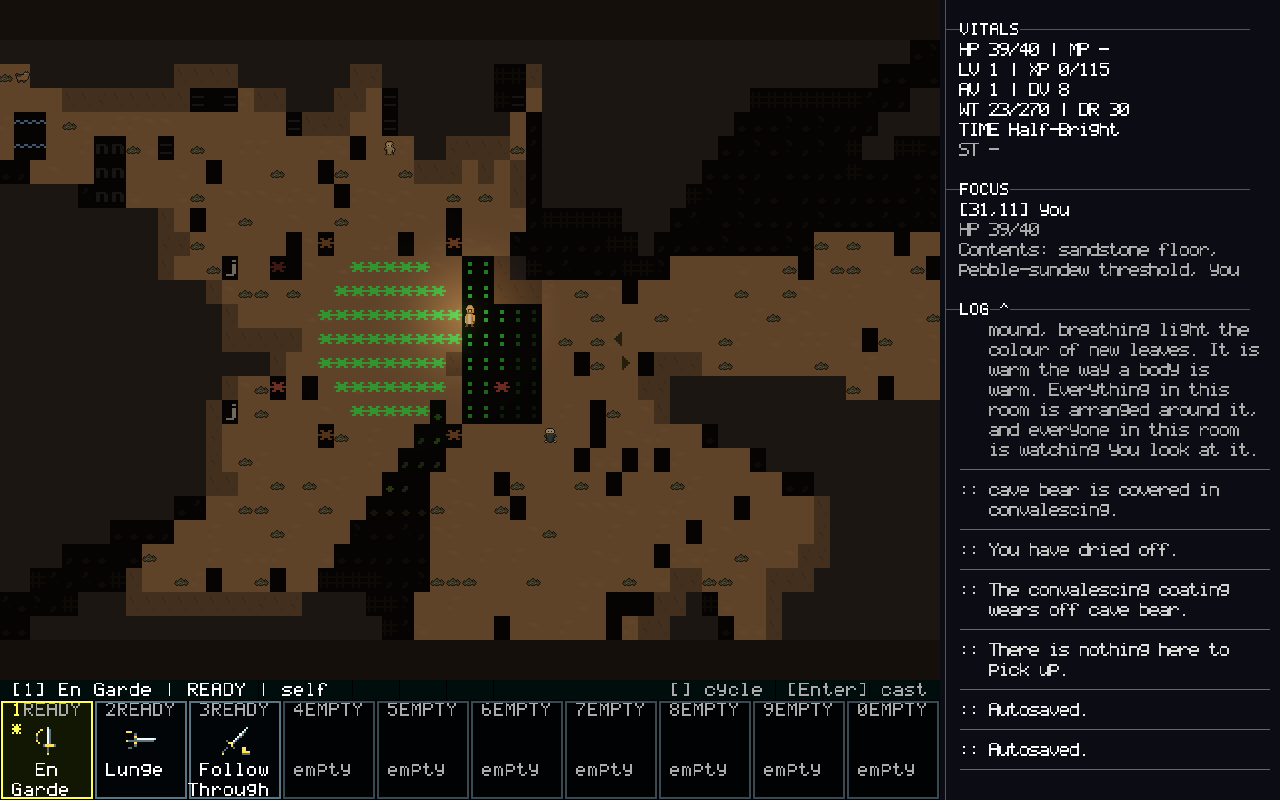 VITALS
HP 39/40 | MP -
LV 1 | XP 0/115
AV 1 | DV 8
WT 23/270 | DR 30
TIME Half-Bright
ST -
FOCUS
[31,11] You
HP 39/40
Contents: sandstone floor,
Pebble-sundew threshold, you
LOG ^
mound, breathing light the
colour of new leaves. It is
warm the way a body is
warm. Everything in this
room is arranged around it,
and everyone in this room
is watching you look at it.
:: cave bear is covered in
convalescing.
:: You have dried off.
:: The convalescing coating
wears off cave bear.
:: There is nothing here to
pick up.
:: Autosaved.
:: Autosaved.
j
j
[1] En Garde | READY | self
[] cycle [Enter] cast
1READY 2READY 3READY 4EMPTY 5EMPTY 6EMPTY 7EMPTY 8EMPTY 9EMPTY 0EMPTY
*
En Garde
Lunge
Follow Through
empty empty empty empty empty empty empty